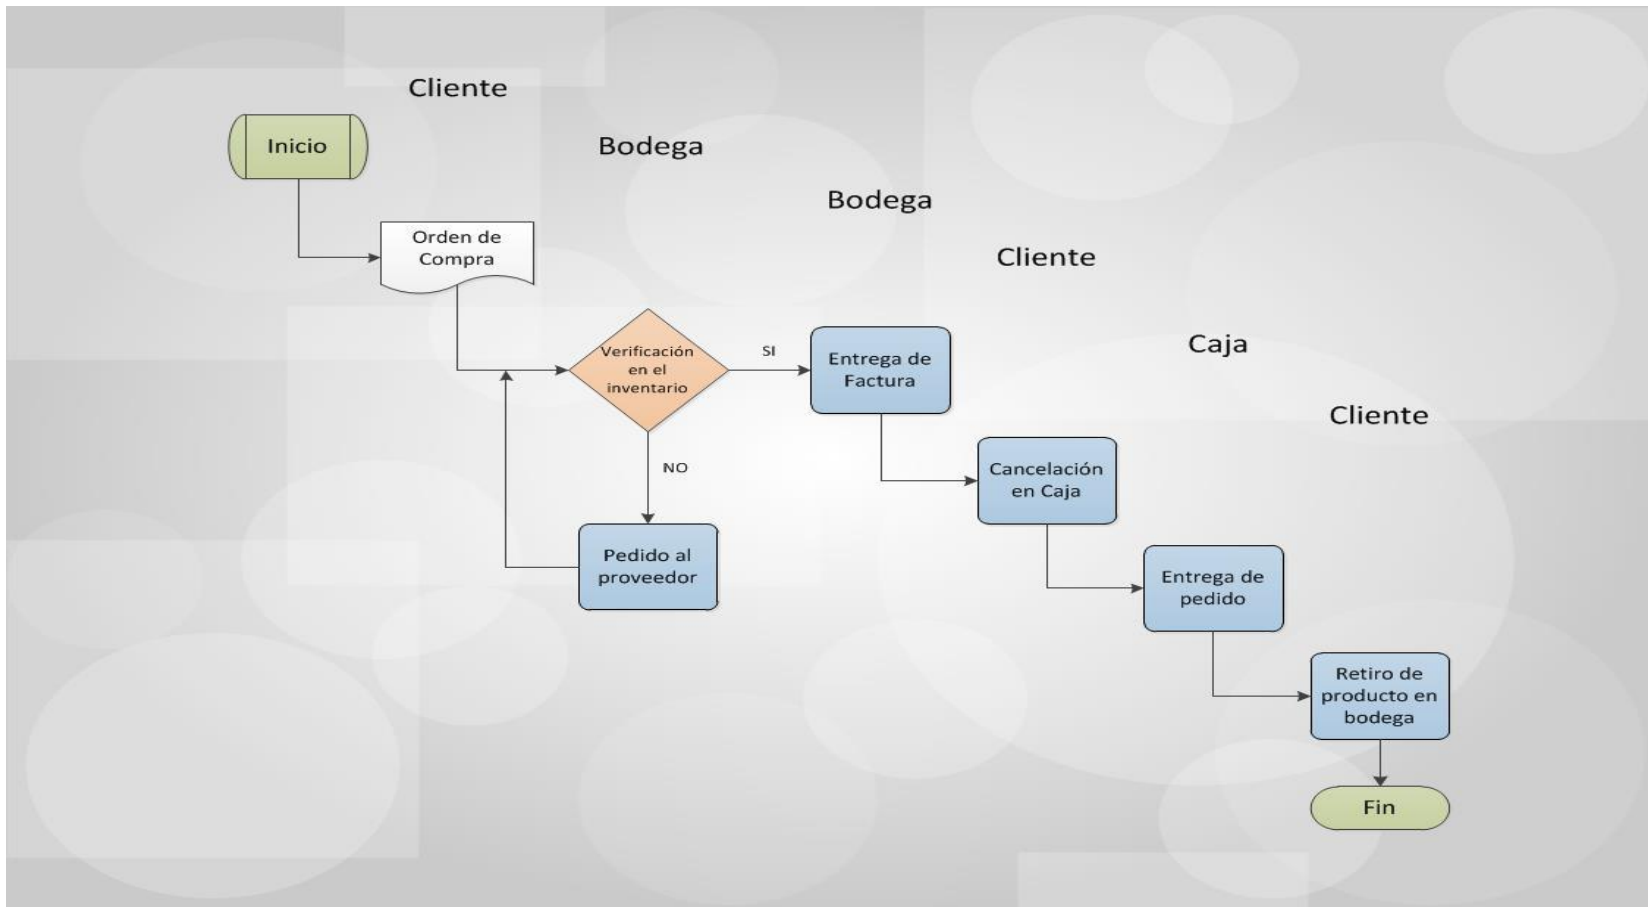 Cliente
Inicio
Bodega
Bodega
Orden de
Compra
Cliente
Verificación
en el
inventario
SI
Entrega de
Factura
Caja
Cliente
NO
Cancelación
en Caja
Pedido al
proveedor
Entrega de
pedido
Retiro de
producto en
bodega
Fin